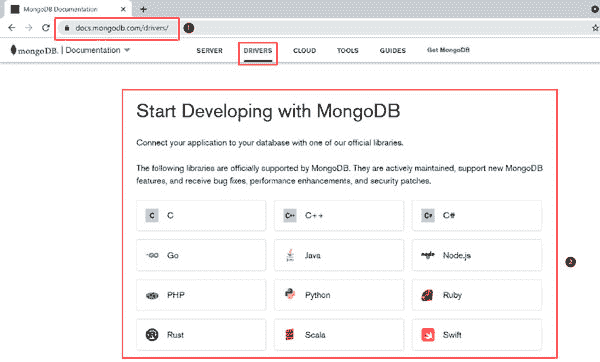 MongoDB Documentation
docs.mongodb.com/drivers/
1
mongoDB. | Documentation
SERVER DRIVERS CLOUD TOOLS GUIDES Get MongoDB
Start Developing with MongoDB
Connect your application to your database with one of our official libraries.
The following libraries are officially supported by MongoDB. They are actively maintained, support new MongoDB
features, and receive bug fixes, performance enhancements, and security patches.
C C C++ C++ C# C#
GO Go Java Java node Node.js
2
php PHP Python Ruby
Rust Scala Swift